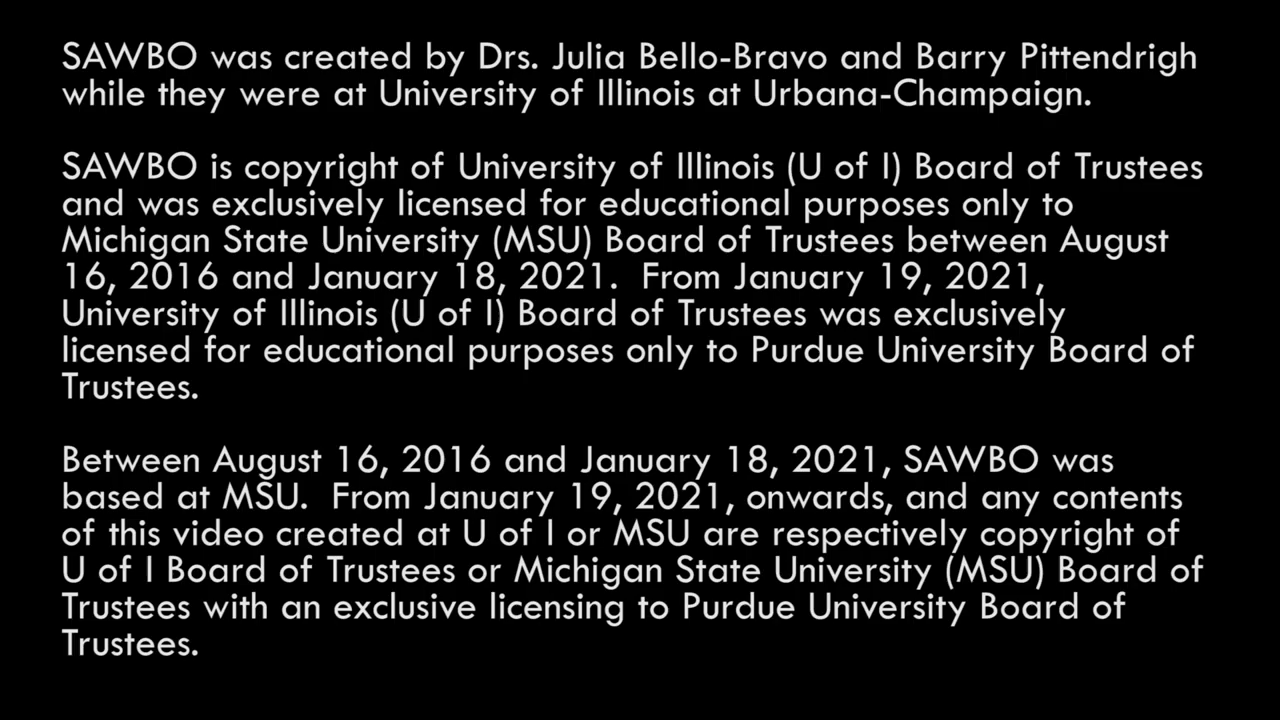 SAWBO was created by Drs. Julia Bello-Bravo and Barry Pittendrigh
while they were at University of Illinois at Urbana-Champaign.
SAWBO is copyright of University of Illinois (U of I) Board of Trustees
and was exclusively licensed for educational purposes only to
Michigan State University (MSU) Board of Trustees between August
16, 2016 and January 18, 2021.  From January 19, 2021,
University of Illinois (U of I) Board of Trustees was exclusively
licensed for educational purposes only to Purdue University Board of
Trustees.
Between August 16, 2016 and January 18, 2021, SAWBO was
based at MSU.  From January 19, 2021, onwards, and any contents
of this video created at U of I or MSU are respectively copyright of
U of I Board of Trustees or Michigan State University (MSU) Board of
Trustees with an exclusive licensing to Purdue University Board of
Trustees.